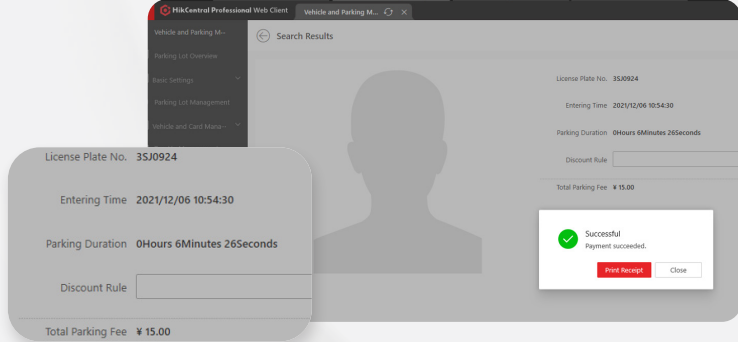 HikCentral Professional Web Client
Vehicle and Parking M...
Vehicle and Parking M--
Search Results
Parking Lot Overview
Basic Settings
Parking Lot Management
Vehicle and Card Mana--
License Plate No. 3SJ0924
Entering Time 2021/12/06 10:54:30
Parking Duration 0Hours 6Minutes 26Seconds
Discount Rule
Total Parking Fee ¥ 15.00
Successful
Payment succeeded.
Print Receipt Close
License Plate No. 3SJ0924
Entering Time 2021/12/06 10:54:30
Parking Duration 0Hours 6Minutes 26Seconds
Discount Rule
Total Parking Fee ¥ 15.00